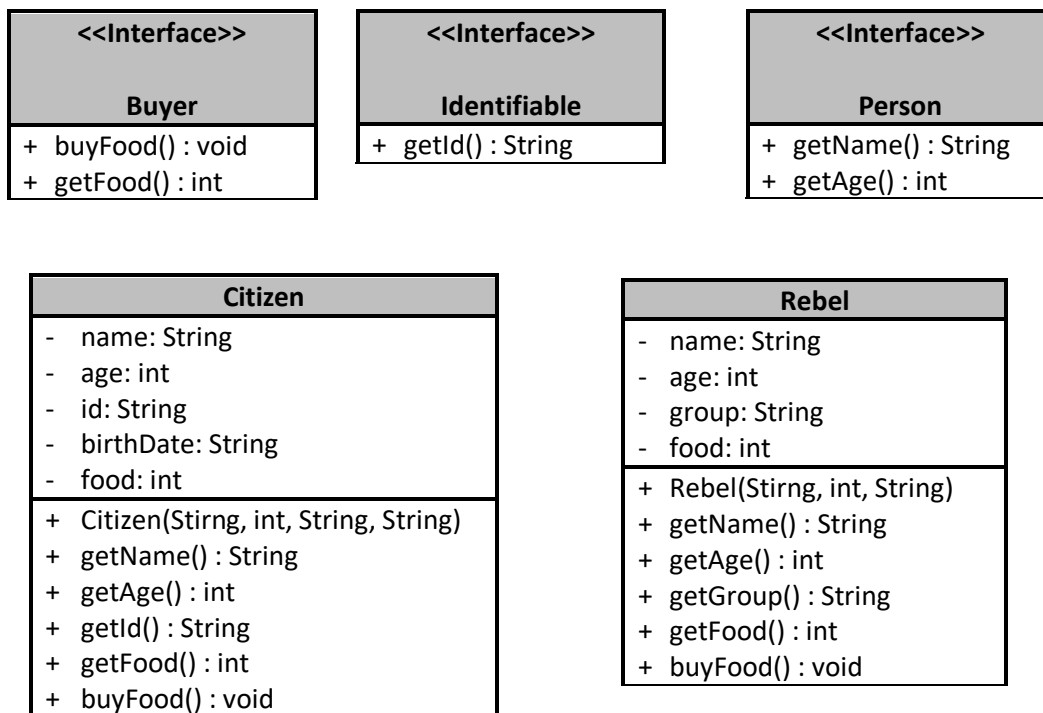 <<Interface>>
Buyer
+ buyFood() : void
+ getFood() : int
<<Interface>>
Identifiable
+ getId() : String
<<Interface>>
Person
+ getName() : String
+ getAge() : int
Citizen
- name: String
- age: int
- id: String
- birthDate: String
- food: int
+ Citizen(Stirng, int, String, String)
+ getName() : String
+ getAge() : int
+ getId() : String
+ getFood() : int
+ buyFood() : void
Rebel
- name: String
- age: int
- group: String
- food: int
+ Rebel(Stirng, int, String)
+ getName() : String
+ getAge() : int
+ getGroup() : String
+ getFood() : int
+ buyFood() : void